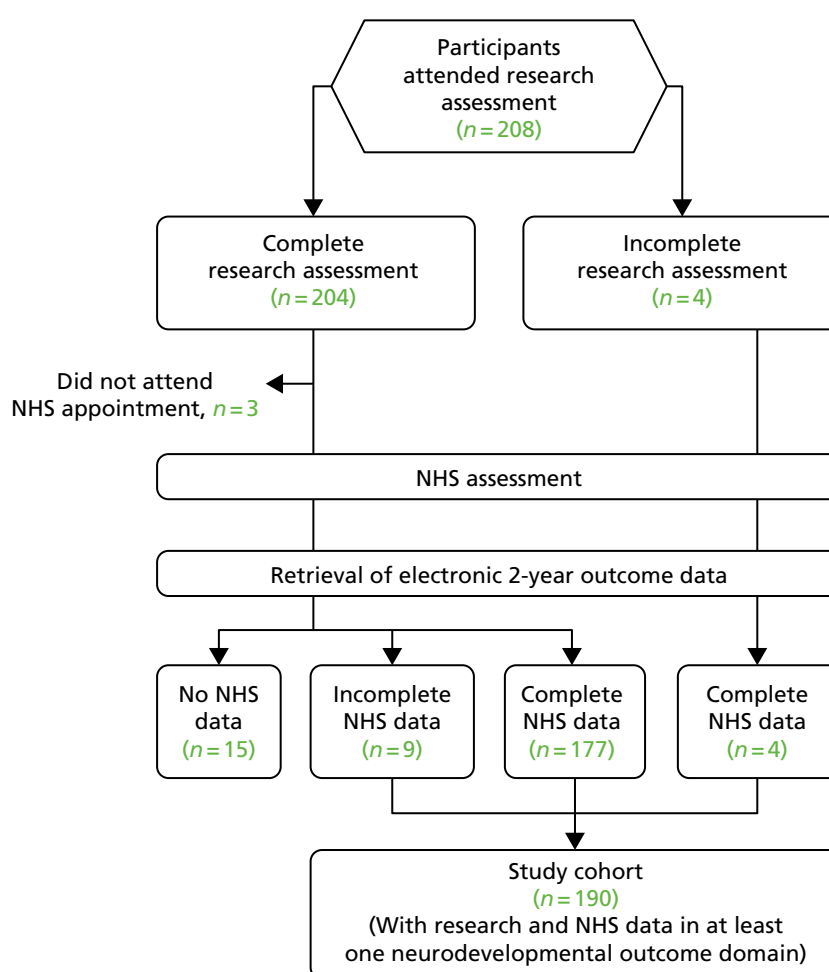 Participants
attended research
assessment
(n=208)
Complete
research assessment
(n=204)
Incomplete
research assessment
(n=4)
Did not attend
NHS appointment, n=3
NHS assessment
Retrieval of electronic 2-year outcome data
No NHS
data
(n=15)
Incomplete
NHS data
(n=9)
Complete
NHS data
(n=177)
Complete
NHS data
(n=4)
Study cohort
(n=190)
(With research and NHS data in at least
one neurodevelopmental outcome domain)